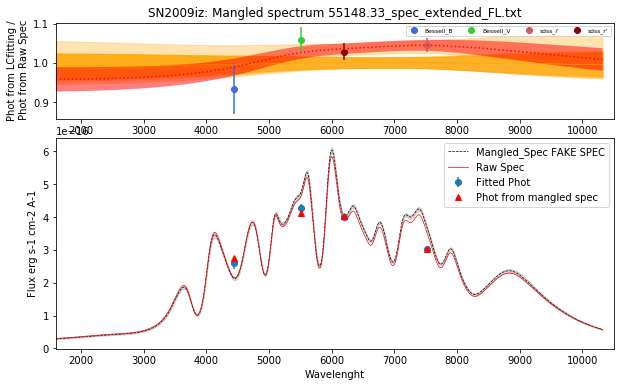 SN2009iz: Mangled spectrum 55148.33_spec_extended_FL.txt
Phot from LCfitting /
Phot from Raw Spec
1.1
1.0
0.9
Bessell_B
Bessell_V
sdss_i'
sdss_r'
2000 3000 4000 5000 6000 7000 8000 9000 10000
1e-16
Flux erg s-1 cm-2 A-1
6
5
4
3
2
1
0
Mangled_Spec FAKE SPEC
Raw Spec
Fitted Phot
Phot from mangled spec
2000 3000 4000 5000 6000 7000 8000 9000 10000
Wavelenght